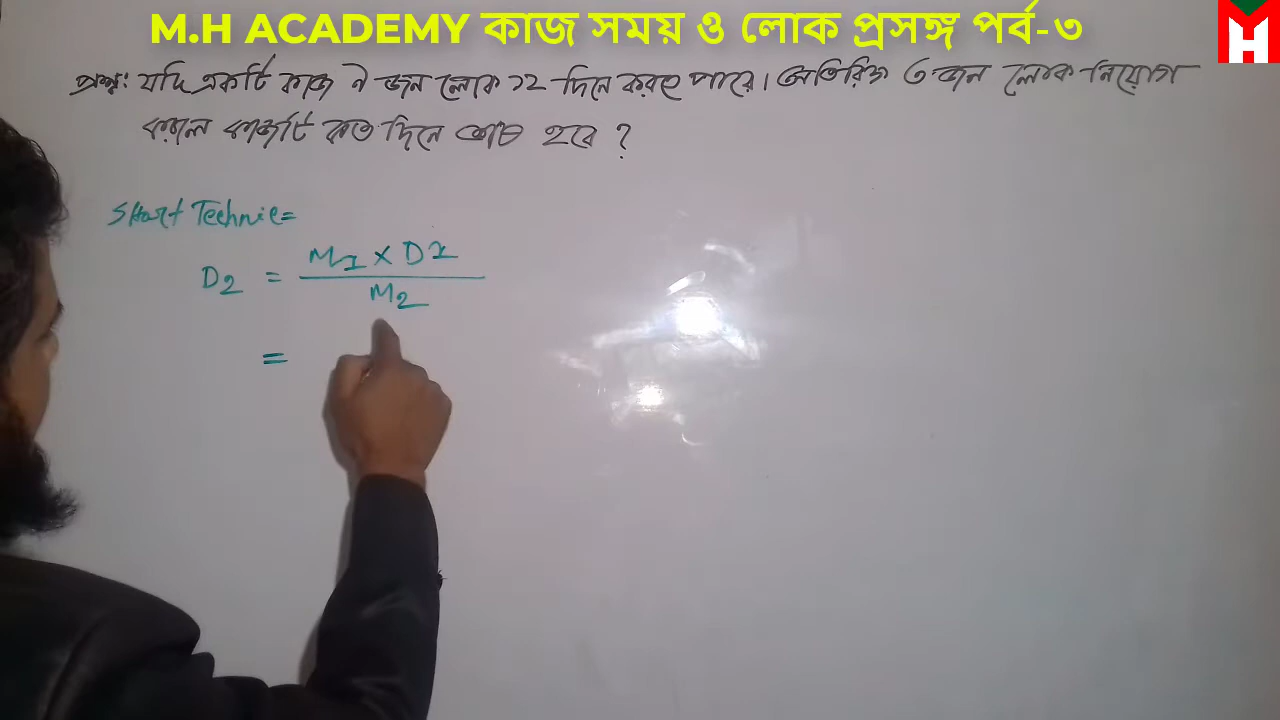 M.H ACADEMY কাজ সময় ও লোক প্রসঙ্গ পর্ব-৩
MH
প্রশ্ন: যদি একটি কাজ ৯ জন লোক ১২ দিনে করতে পারে। অতিরিক্ত ৩ জন লোক নিয়োগ
করলে কাজটি কত দিনে শেষ হবে ?
Short Technic=
D2 = M1 × D1 / M2
=